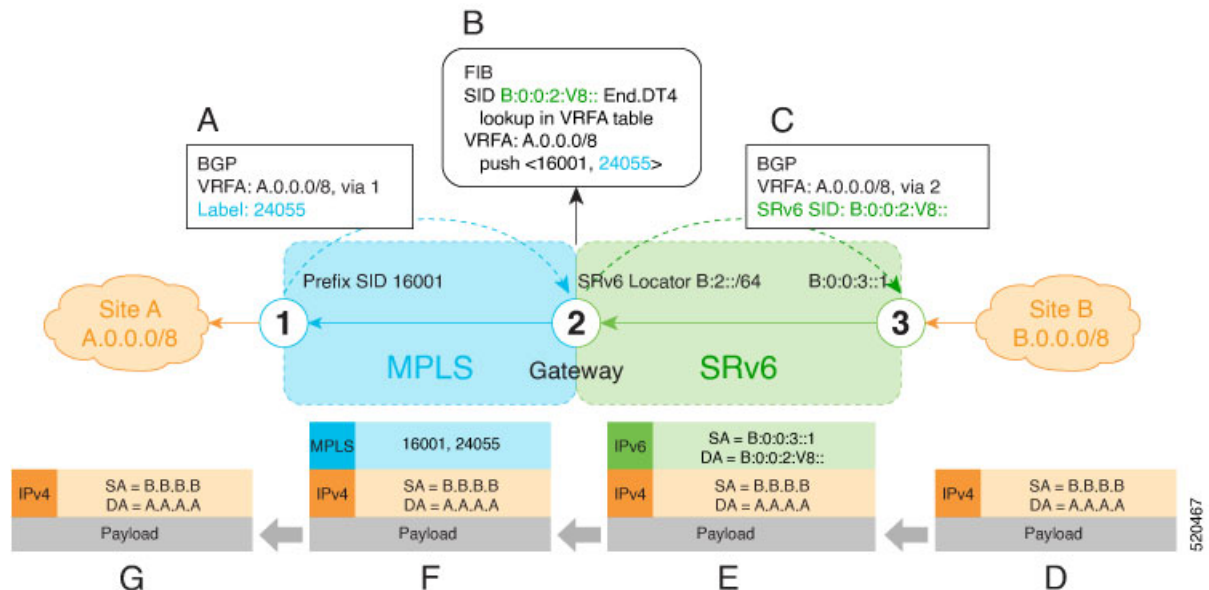 B
FIB
SID B:0:0:2:V8:: End.DT4
lookup in VRFA table
VRFA: A.0.0.0/8
push <16001, 24055>
A
BGP
VRFA: A.0.0.0/8, via 1
Label: 24055
C
BGP
VRFA: A.0.0.0/8, via 2
SRv6 SID: B:0:0:2:V8::
Prefix SID 16001
SRv6 Locator B:2::/64
B:0:0:3::1
Site A
A.0.0.0/8
1
2
3
Site B
B.0.0.0/8
MPLS
Gateway
SRv6
MPLS
16001, 24055
IPv6
SA = B:0:0:3::1
DA = B:0:0:2:V8::
IPv4
SA = B.B.B.B
DA = A.A.A.A
Payload
IPv4
SA = B.B.B.B
DA = A.A.A.A
Payload
IPv4
SA = B.B.B.B
DA = A.A.A.A
Payload
IPv4
SA = B.B.B.B
DA = A.A.A.A
Payload
520467
G
F
E
D